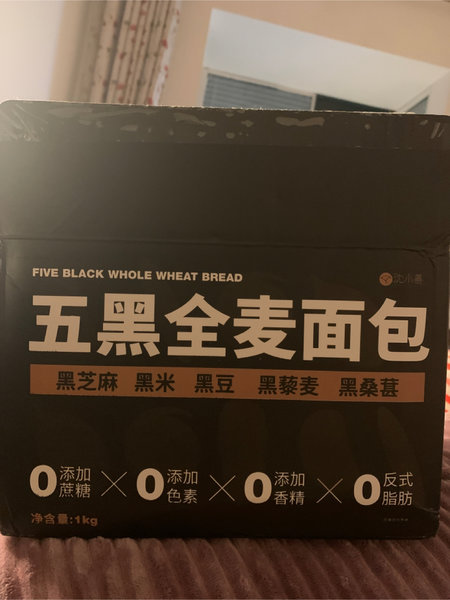 FIVE BLACK WHOLE WHEAT BREAD
五黑全麦面包
黑芝麻 黑米 黑豆 黑藜麦 黑桑葚
0添加蔗糖×0添加色素×0添加香精×0反式脂肪
净含量:1kg